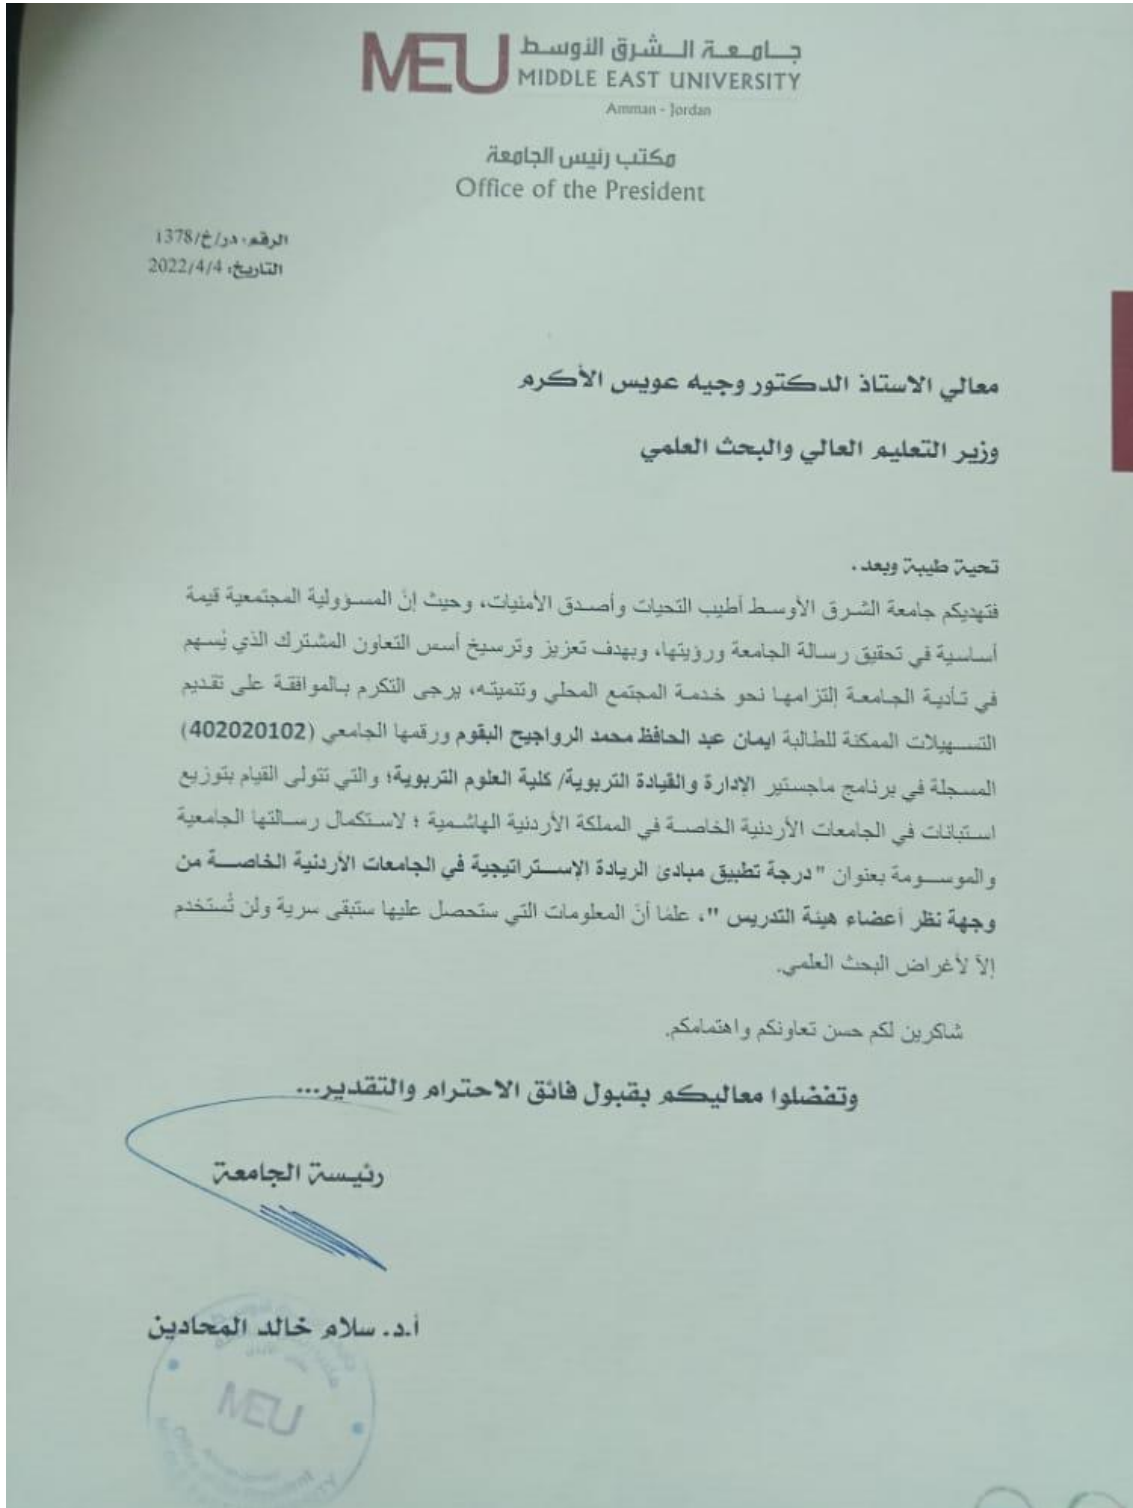 MEU
جامعة الشرق الأوسط
MIDDLE EAST UNIVERSITY
Amman - Jordan
مكتب رئيس الجامعة
Office of the President
الرقم: در/خ/1378
التاريخ: 2022/4/4
معالي الاستاذ الدكتور وجيه عويس الأكرم
وزير التعليم العالي والبحث العلمي
تحية طيبة وبعد،
فتهديكم جامعة الشرق الأوسط أطيب التحيات وأصدق الأمنيات، وحيث إنّ المسؤولية المجتمعية قيمة
أساسية في تحقيق رسالة الجامعة ورؤيتها، وبهدف تعزيز وترسيخ أسس التعاون المشترك الذي يُسهم
في تأدية الجامعة إلتزامها نحو خدمة المجتمع المحلي وتنميته، يرجى التكرم بالموافقة على تقديم
التسهيلات الممكنة للطالبة ايمان عبد الحافظ محمد الرواجيح البقوم ورقمها الجامعي (402020102)
المسجلة في برنامج ماجستير الإدارة والقيادة التربوية/ كلية العلوم التربوية؛ والتي تتولى القيام بتوزيع
استبانات في الجامعات الأردنية الخاصة في المملكة الأردنية الهاشمية ؛ لاستكمال رسالتها الجامعية
والموسومة بعنوان "درجة تطبيق مبادئ الريادة الإستراتيجية في الجامعات الأردنية الخاصة من
وجهة نظر أعضاء هيئة التدريس "، علمًا أنّ المعلومات التي ستحصل عليها ستبقى سرية ولن تُستخدم
إلاّ لأغراض البحث العلمي.
شاكرين لكم حسن تعاونكم واهتمامكم.
وتفضلوا معاليكم بقبول فائق الاحترام والتقدير...
رئيسة الجامعة
أ.د. سلام خالد المحادين
MEU